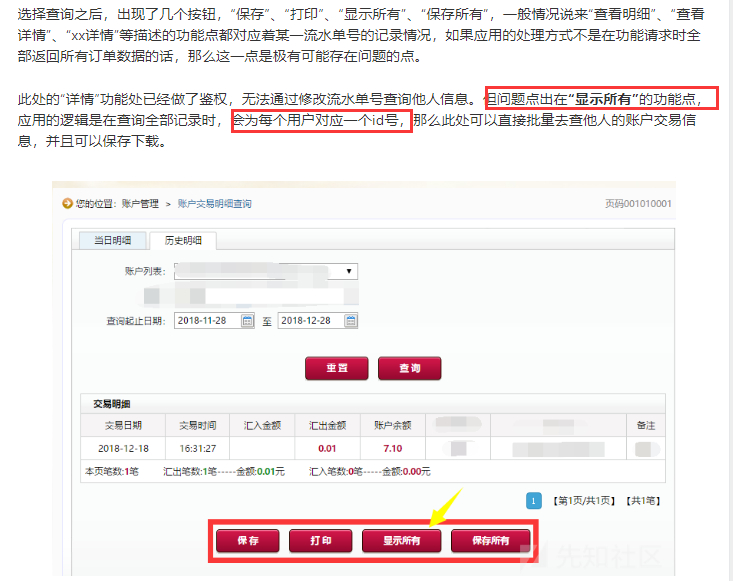 选择查询之后，出现了几个按钮，“保存”、“打印”、“显示所有”、“保存所有”，一般情况说来“查看明细”、“查看
详情”、“xx详情”等描述的功能点都对应着某一流水单号的记录情况，如果应用的处理方式不是在功能请求时全
部返回所有订单数据的话，那么这一点是极有可能存在问题的点。
此处的“详情”功能处已经做了鉴权，无法通过修改流水单号查询他人信息。但问题点出在“显示所有”的功能点，
应用的逻辑是在查询全部记录时，会为每个用户对应一个id号，那么此处可以直接批量去查他人的账户交易信
息，并且可以保存下载。
您的位置：账户管理 > 账户交易明细查询 页码001010001
当日明细 历史明细
账户列表：
查询起止日期： 2018-11-28 至 2018-12-28
重置 查询
交易明细
交易日期 交易时间 汇入金额 汇出金额 账户余额 备注
2018-12-18 16:31:27 0.01 7.10
本页笔数:1笔 汇出笔数:1笔-----金额:0.01元 汇入笔数:0笔-----金额:0.00元
1 【第1页/共1页】 【共1笔】
保存 打印 显示所有 保存所有
先知社区